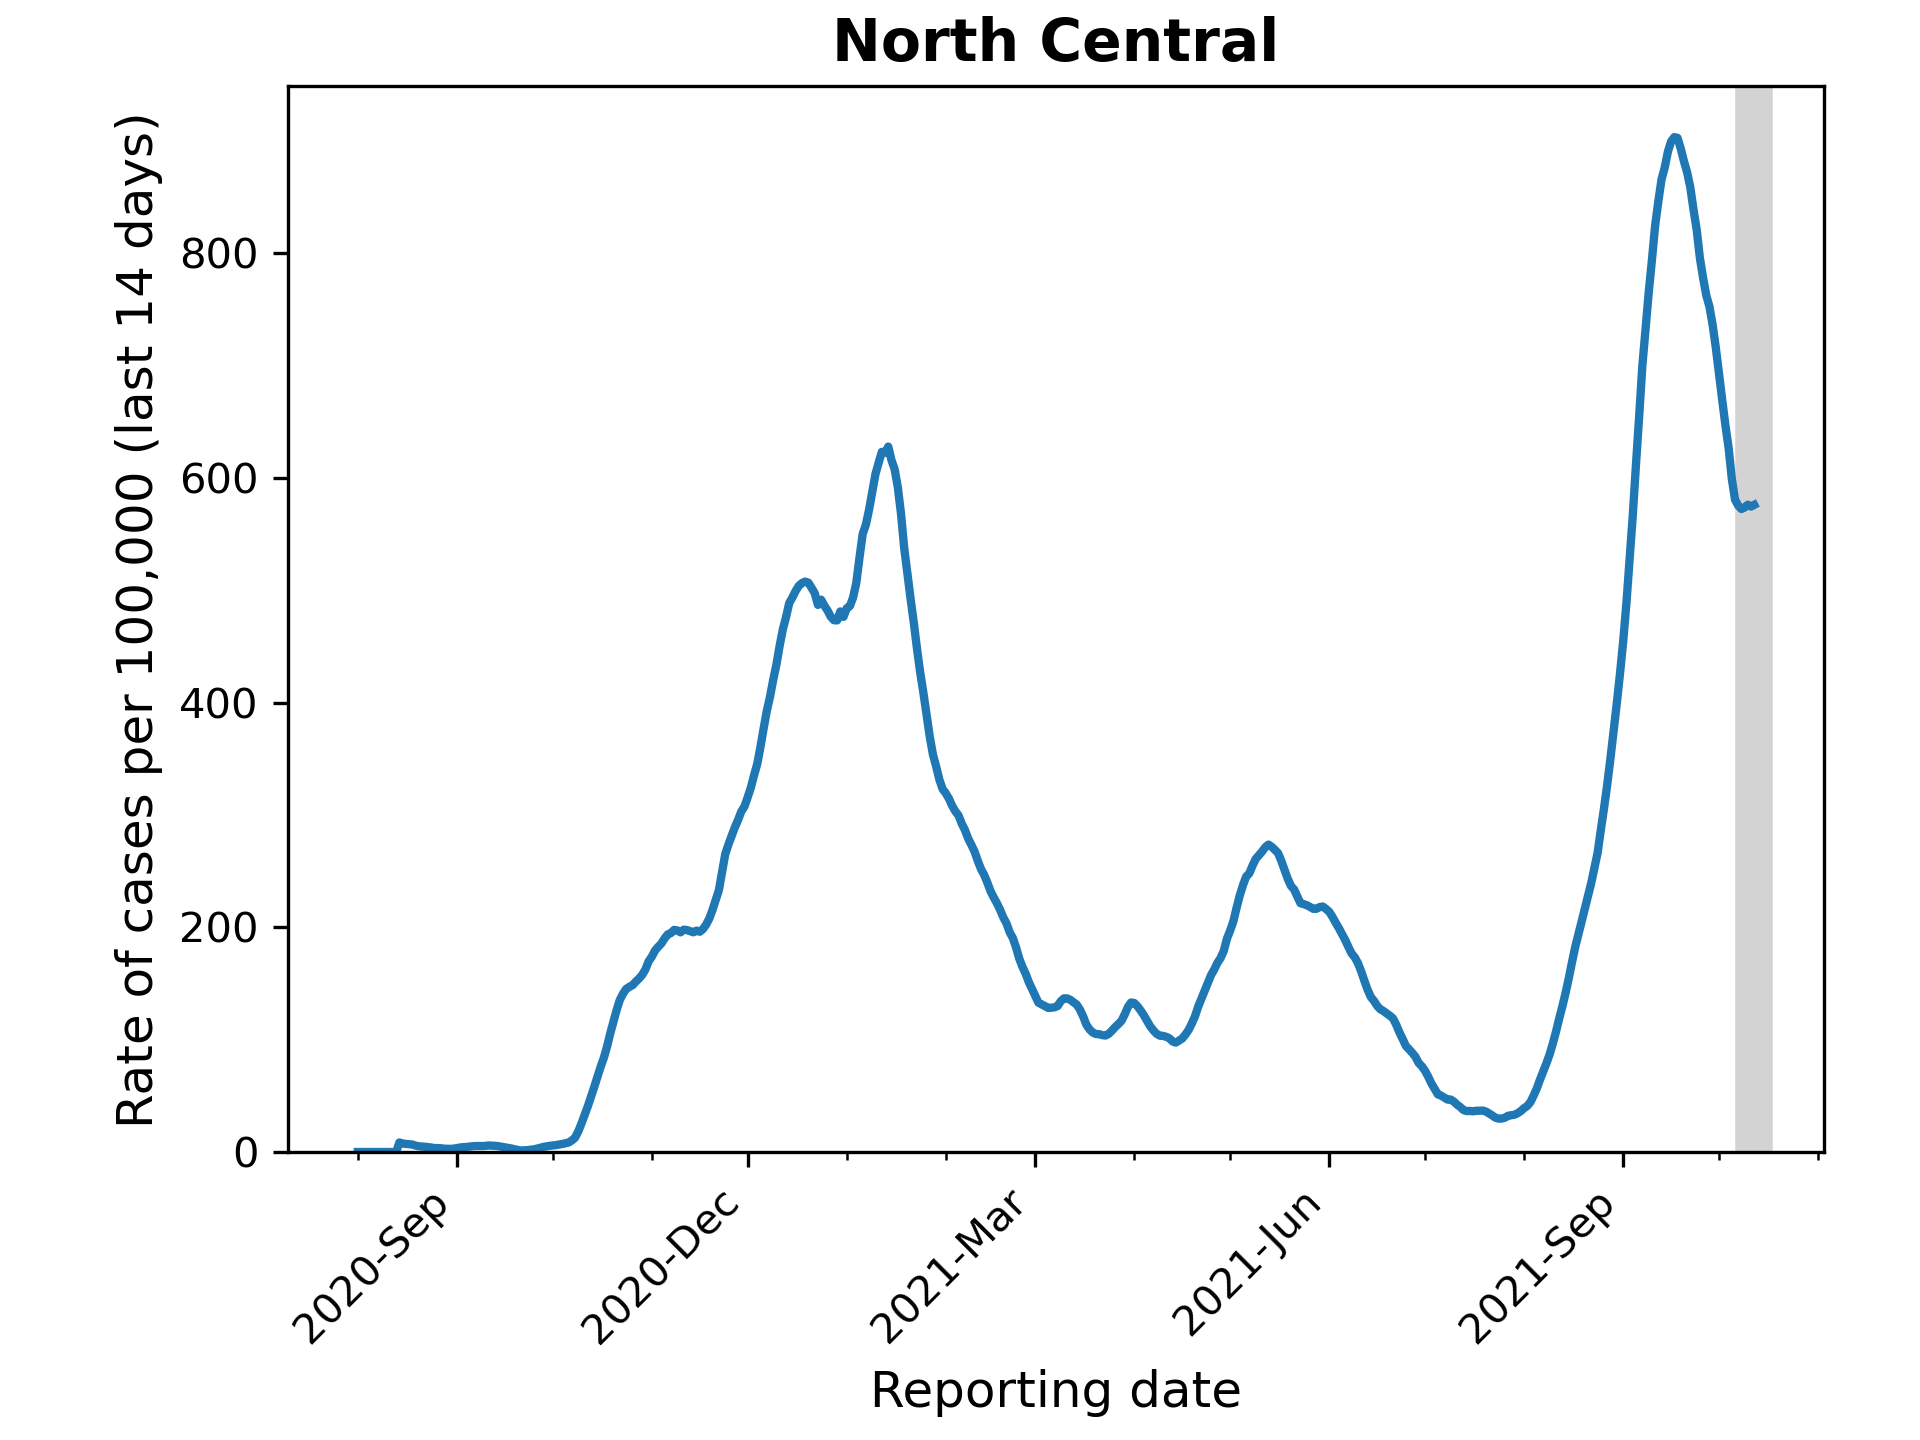 North Central
Rate of cases per 100,000 (last 14 days)
800
600
400
200
0
2020-Sep
2020-Dec
2021-Mar
2021-Jun
2021-Sep
Reporting date